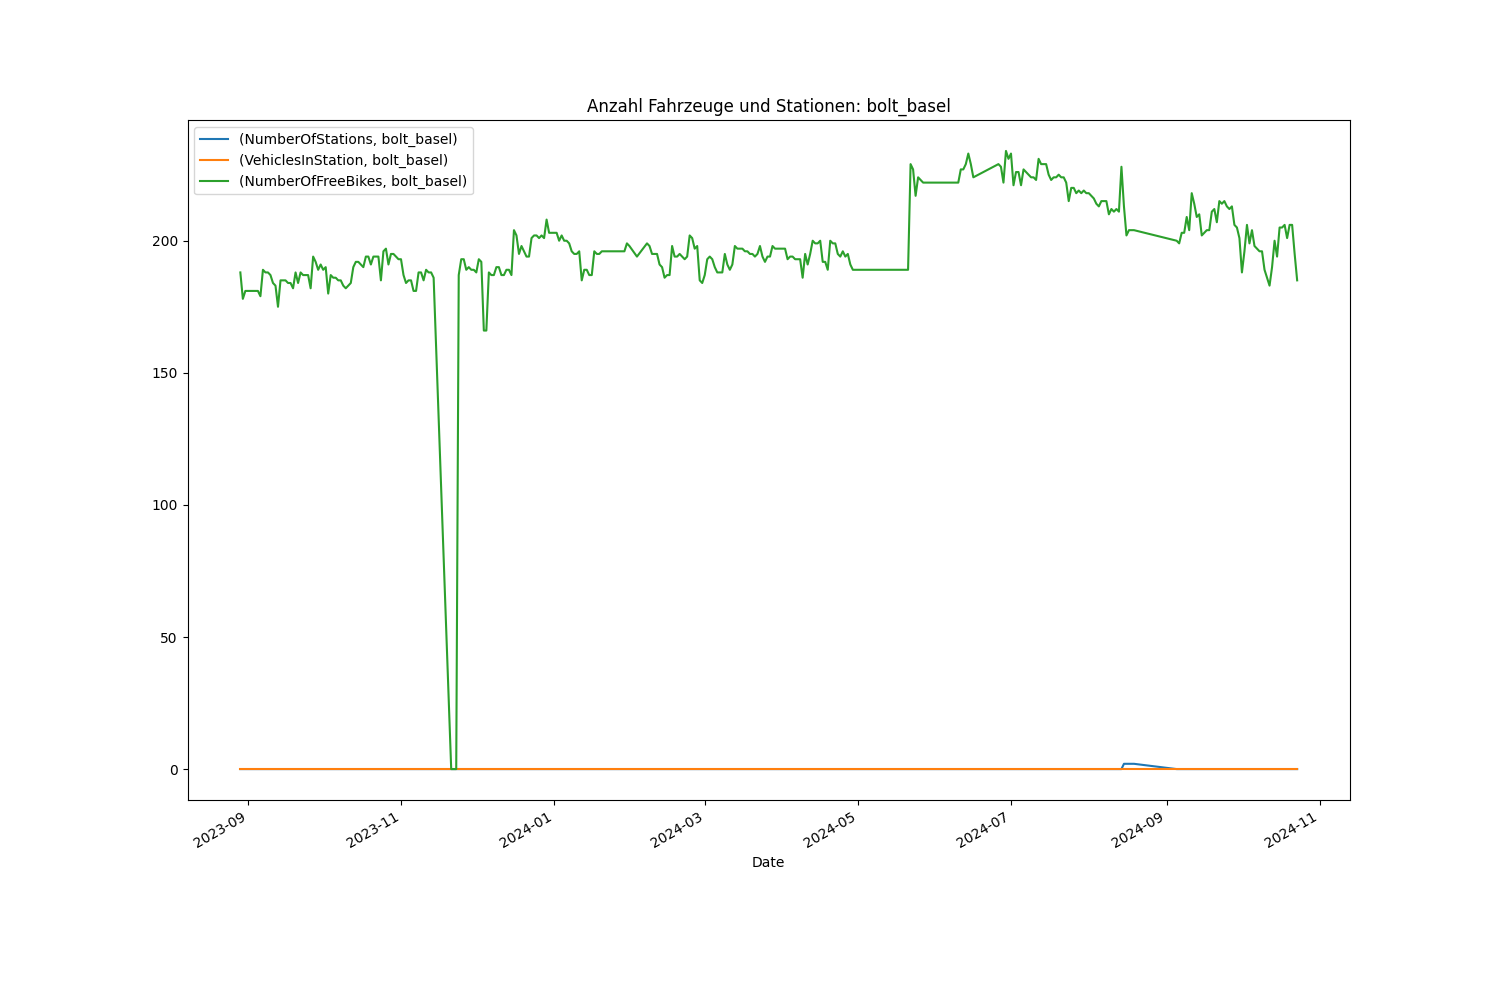 Anzahl Fahrzeuge und Stationen: bolt_basel
(NumberOfStations, bolt_basel)
(VehiclesInStation, bolt_basel)
(NumberOfFreeBikes, bolt_basel)
200
150
100
50
0
2023-09
2023-11
2024-01
2024-03
2024-05
2024-07
2024-09
2024-11
Date